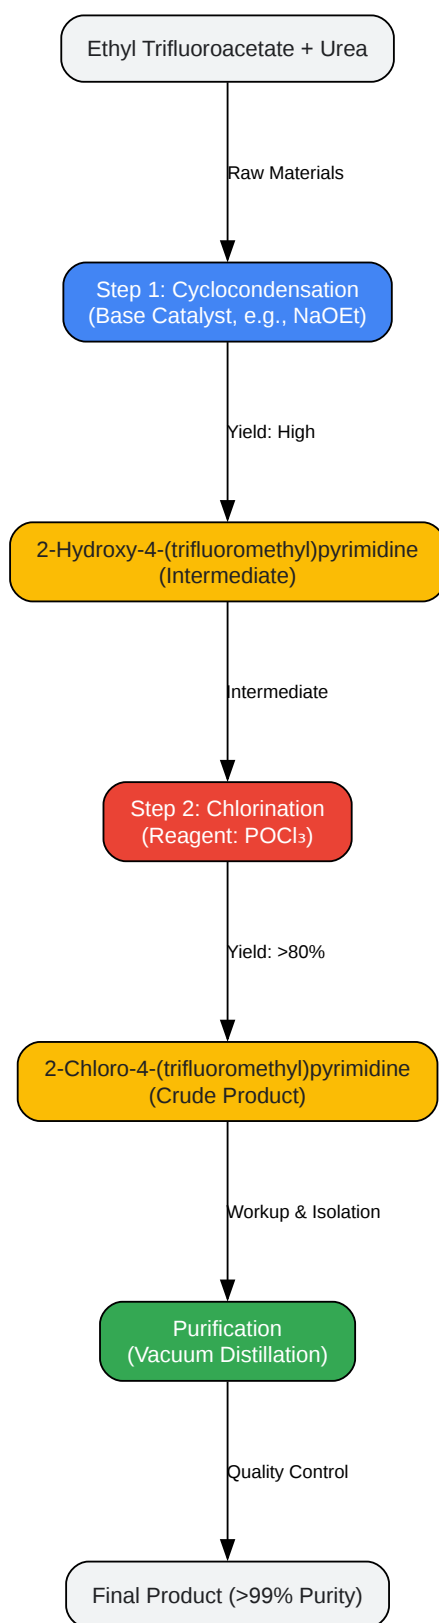 Ethyl Trifluoroacetate + Urea
Raw Materials
Step 1: Cyclocondensation
(Base Catalyst, e.g., NaOEt)
Yield: High
2-Hydroxy-4-(trifluoromethyl)pyrimidine
(Intermediate)
Intermediate
Step 2: Chlorination
(Reagent: POCl₃)
Yield: >80%
2-Chloro-4-(trifluoromethyl)pyrimidine
(Crude Product)
Workup & Isolation
Purification
(Vacuum Distillation)
Quality Control
Final Product (>99% Purity)